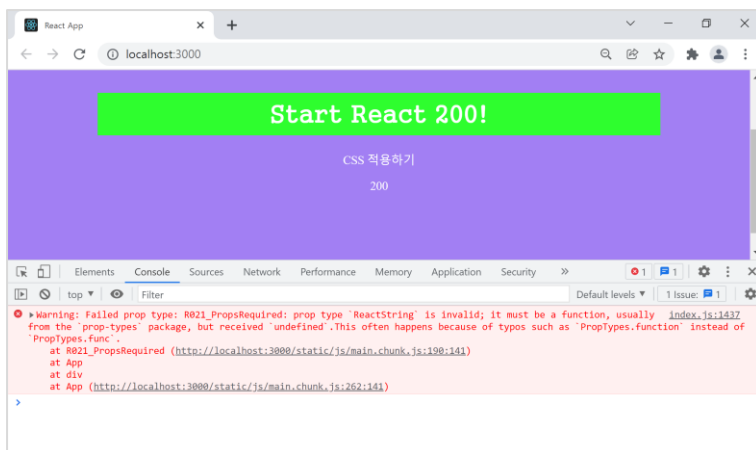 React App
localhost:3000
Start React 200!
CSS 적용하기
200
Elements Console Sources Network Performance Memory Application Security » 1 1
top Filter Default levels 1 Issue: 1
Warning: Failed prop type: R021_PropsRequired: prop type `ReactString` is invalid; it must be a function, usually index.js:1437
from the `prop-types` package, but received `undefined`.This often happens because of typos such as `PropTypes.function` instead of
`PropTypes.func`.
at R021_PropsRequired (http://localhost:3000/static/js/main.chunk.js:190:141)
at App
at div
at App (http://localhost:3000/static/js/main.chunk.js:262:141)